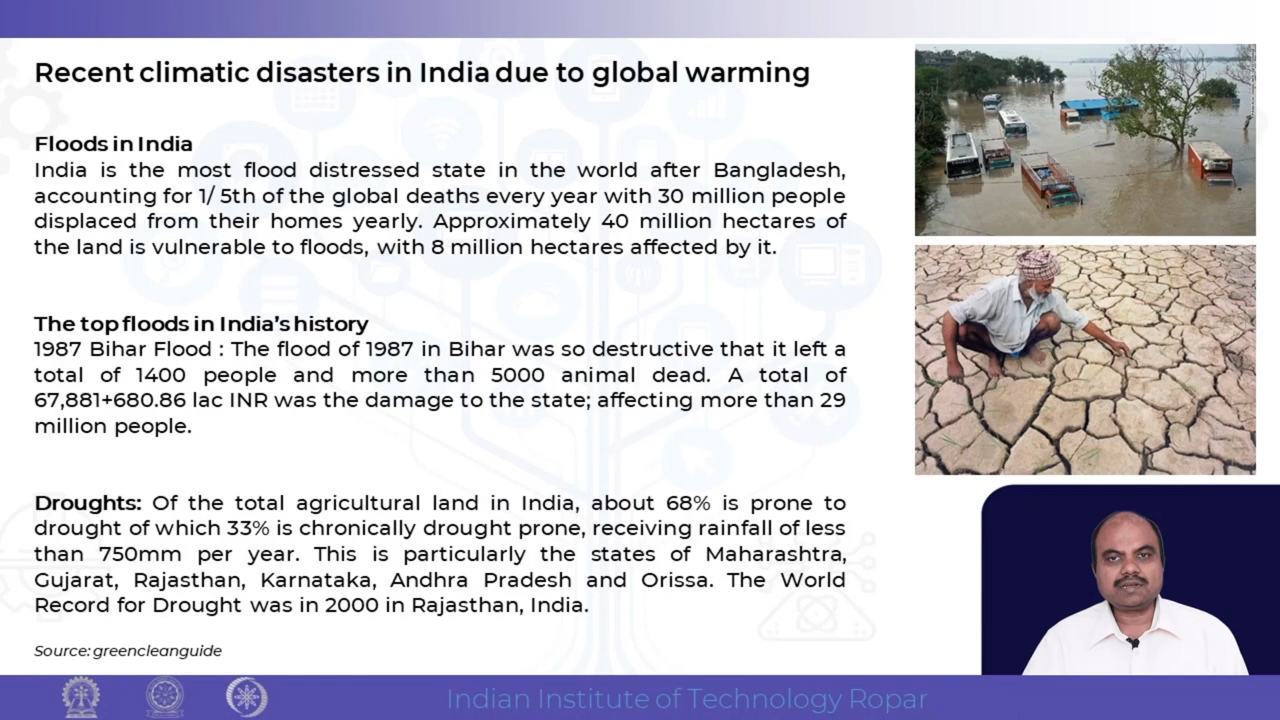 Recent climatic disasters in India due to global warming
Floods in India
India is the most flood distressed state in the world after Bangladesh,
accounting for 1/ 5th of the global deaths every year with 30 million people
displaced from their homes yearly. Approximately 40 million hectares of
the land is vulnerable to floods, with 8 million hectares affected by it.
The top floods in India's history
1987 Bihar Flood : The flood of 1987 in Bihar was so destructive that it left a
total of 1400 people and more than 5000 animal dead. A total of
67,881+680.86 lac INR was the damage to the state; affecting more than 29
million people.
Droughts: Of the total agricultural land in India, about 68% is prone to
drought of which 33% is chronically drought prone, receiving rainfall of less
than 750mm per year. This is particularly the states of Maharashtra,
Gujarat, Rajasthan, Karnataka, Andhra Pradesh and Orissa. The World
Record for Drought was in 2000 in Rajasthan, India.
Source: greencleanguide
Indian Institute of Technology Ropar